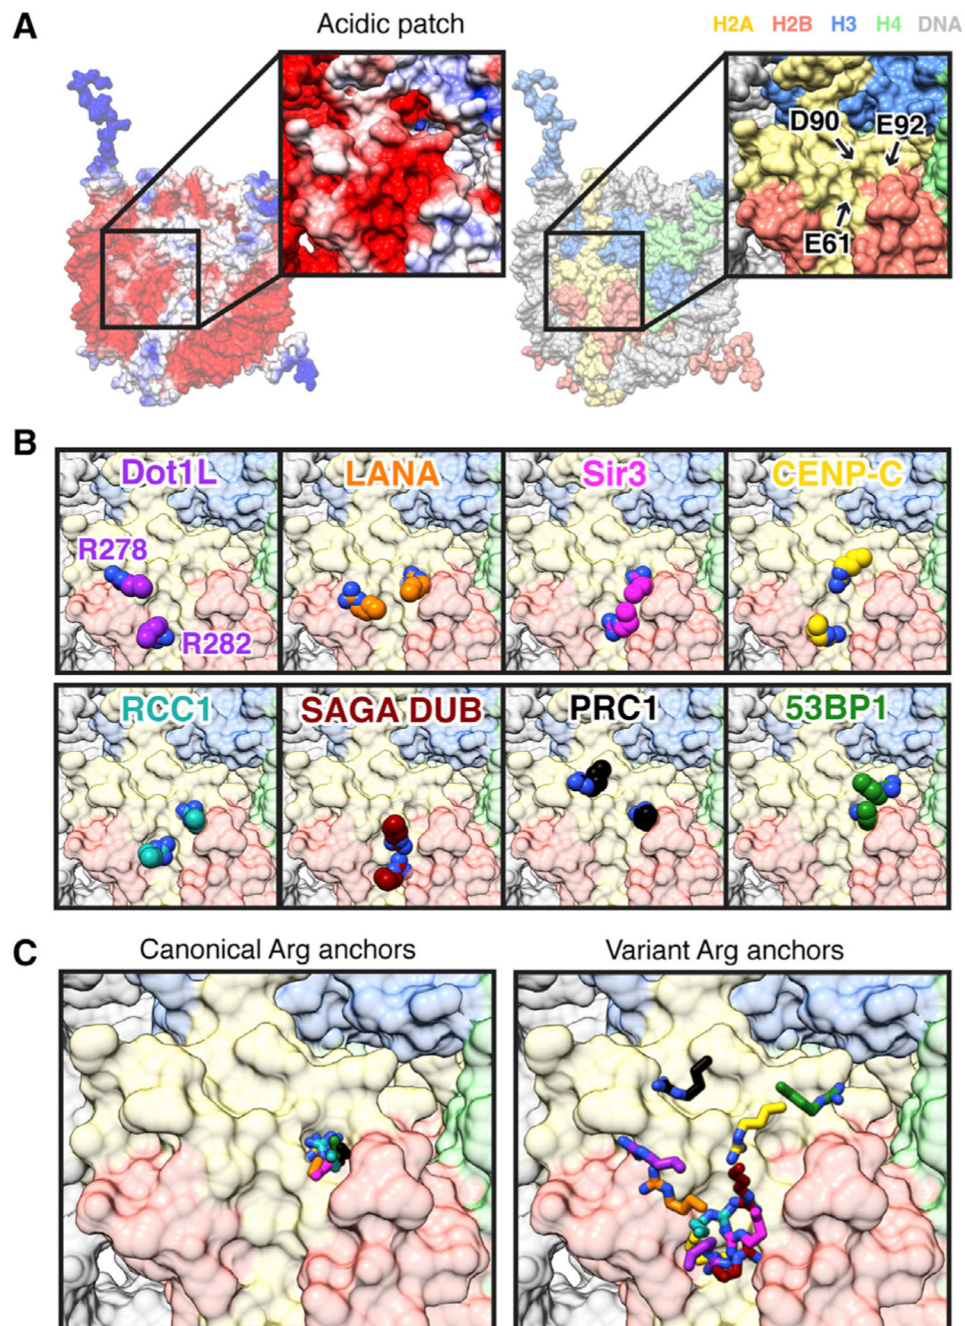 A
Acidic patch
H2A H2B H3 H4 DNA
D90
E92
E61
B
Dot1L
LANA
Sir3
CENP-C
R278
R282
RCC1
SAGA DUB
PRC1
53BP1
C
Canonical Arg anchors
Variant Arg anchors